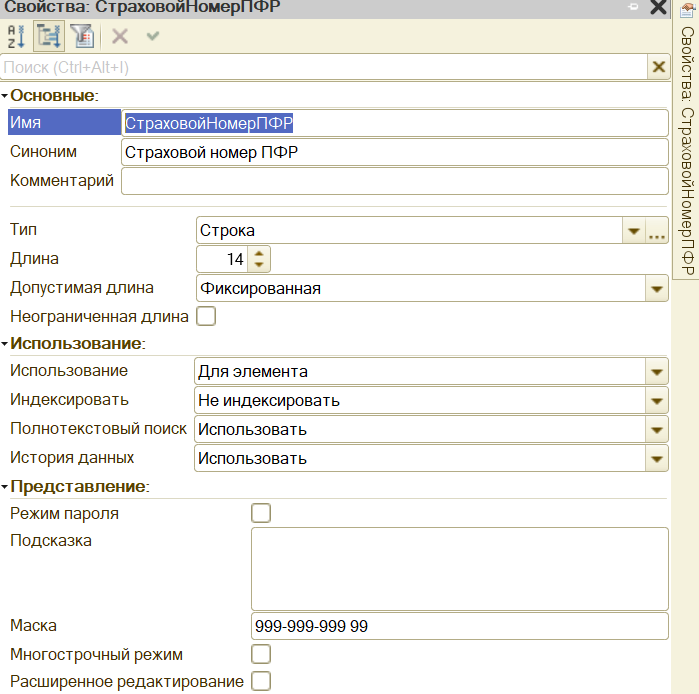 Свойства: СтраховойНомерПФР
Поиск (Ctrl+Alt+I)
Основные:
Имя СтраховойНомерПФР
Синоним Страховой номер ПФР
Комментарий
Тип Строка
Длина 14
Допустимая длина Фиксированная
Неограниченная длина
Использование:
Использование Для элемента
Индексировать Не индексировать
Полнотекстовый поиск Использовать
История данных Использовать
Представление:
Режим пароля
Подсказка
Маска 999-999-999 99
Многострочный режим
Расширенное редактирование
Свойства: СтраховойНомерПФР